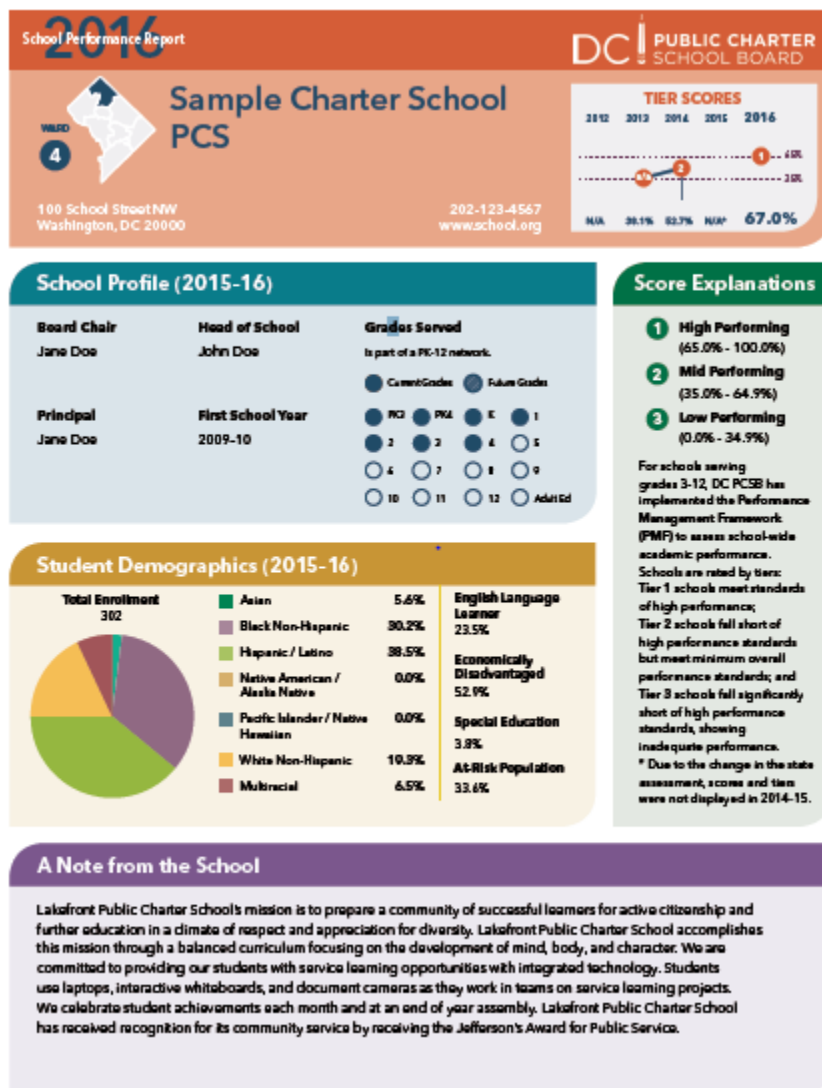 2016
School Performance Report
DC PUBLIC CHARTER
SCHOOL BOARD
WARD
4
Sample Charter School
PCS
100 School Street NW
Washington, DC 20000
202-123-4567
www.school.org
TIER SCORES
2012 2013 2014 2015 2016
1 65%
2 35%
N/A 39.1% 52.7% N/A* 67.0%
School Profile (2015-16)
Board Chair
Jane Doe
Head of School
John Doe
Grades Served
Is part of a PK-12 network.
Current Grades Future Grades
Principal
Jane Doe
First School Year
2009-10
PK3 PK4 K 1
2 3 4 5
6 7 8 9
10 11 12 Adult Ed
Score Explanations
1 High Performing
(65.0% - 100.0%)
2 Mid Performing
(35.0% - 64.9%)
3 Low Performing
(0.0% - 34.9%)
For schools serving
grades 3-12, DC PCSB has
implemented the Performance
Management Framework
(PMF) to assess school-wide
academic performance.
Schools are rated by tiers:
Tier 1 schools meet standards
of high performance;
Tier 2 schools fall short of
high performance standards
but meet minimum overall
performance standards; and
Tier 3 schools fall significantly
short of high performance
standards, showing
inadequate performance.
* Due to the change in the state
assessment, scores and tiers
were not displayed in 2014-15.
Student Demographics (2015-16)
Total Enrollment
302
Asian 5.6%
Black Non-Hispanic 30.2%
Hispanic / Latino 38.5%
Native American / 0.0%
Alaska Native
Pacific Islander / Native 0.0%
Hawaiian
White Non-Hispanic 19.3%
Multiracial 6.5%
English Language
Learner
23.5%
Economically
Disadvantaged
52.9%
Special Education
3.8%
At-Risk Population
33.6%
A Note from the School
Lakefront Public Charter School's mission is to prepare a community of successful learners for active citizenship and
further education in a climate of respect and appreciation for diversity. Lakefront Public Charter School accomplishes
this mission through a balanced curriculum focusing on the development of mind, body, and character. We are
committed to providing our students with service learning opportunities with integrated technology. Students
use laptops, interactive whiteboards, and document cameras as they work in teams on service learning projects.
We celebrate student achievements each month and at an end of year assembly. Lakefront Public Charter School
has received recognition for its community service by receiving the Jefferson's Award for Public Service.